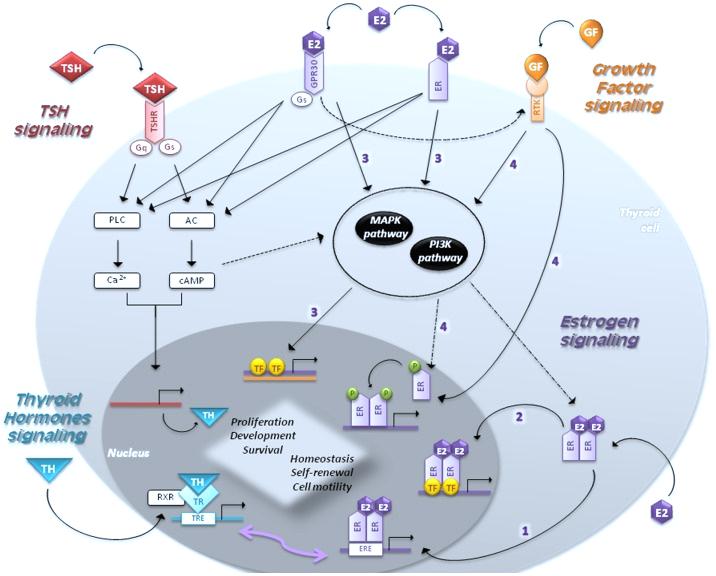 E2
GF
TSH
E2
E2
GF
Growth
Factor
signaling
TSH
TSH
signaling
TSHR
GPR30
ER
RTK
Gs
Gq
Gs
3
3
4
PLC
AC
MAPK
pathway
PI3K
pathway
Thyroid
cell
Ca2+
cAMP
4
3
4
Estrogen
signaling
TF
TF
P
ER
P
P
ER
ER
Thyroid
Hormones
signaling
TH
Proliferation
Development
Survival
Homeostasis
Self-renewal
Cell motility
Nucleus
2
E2
E2
ER
ER
E2
E2
ER
ER
TF
TF
TH
TH
RXR
TR
TRE
E2
E2
ER
ER
ERE
1
E2